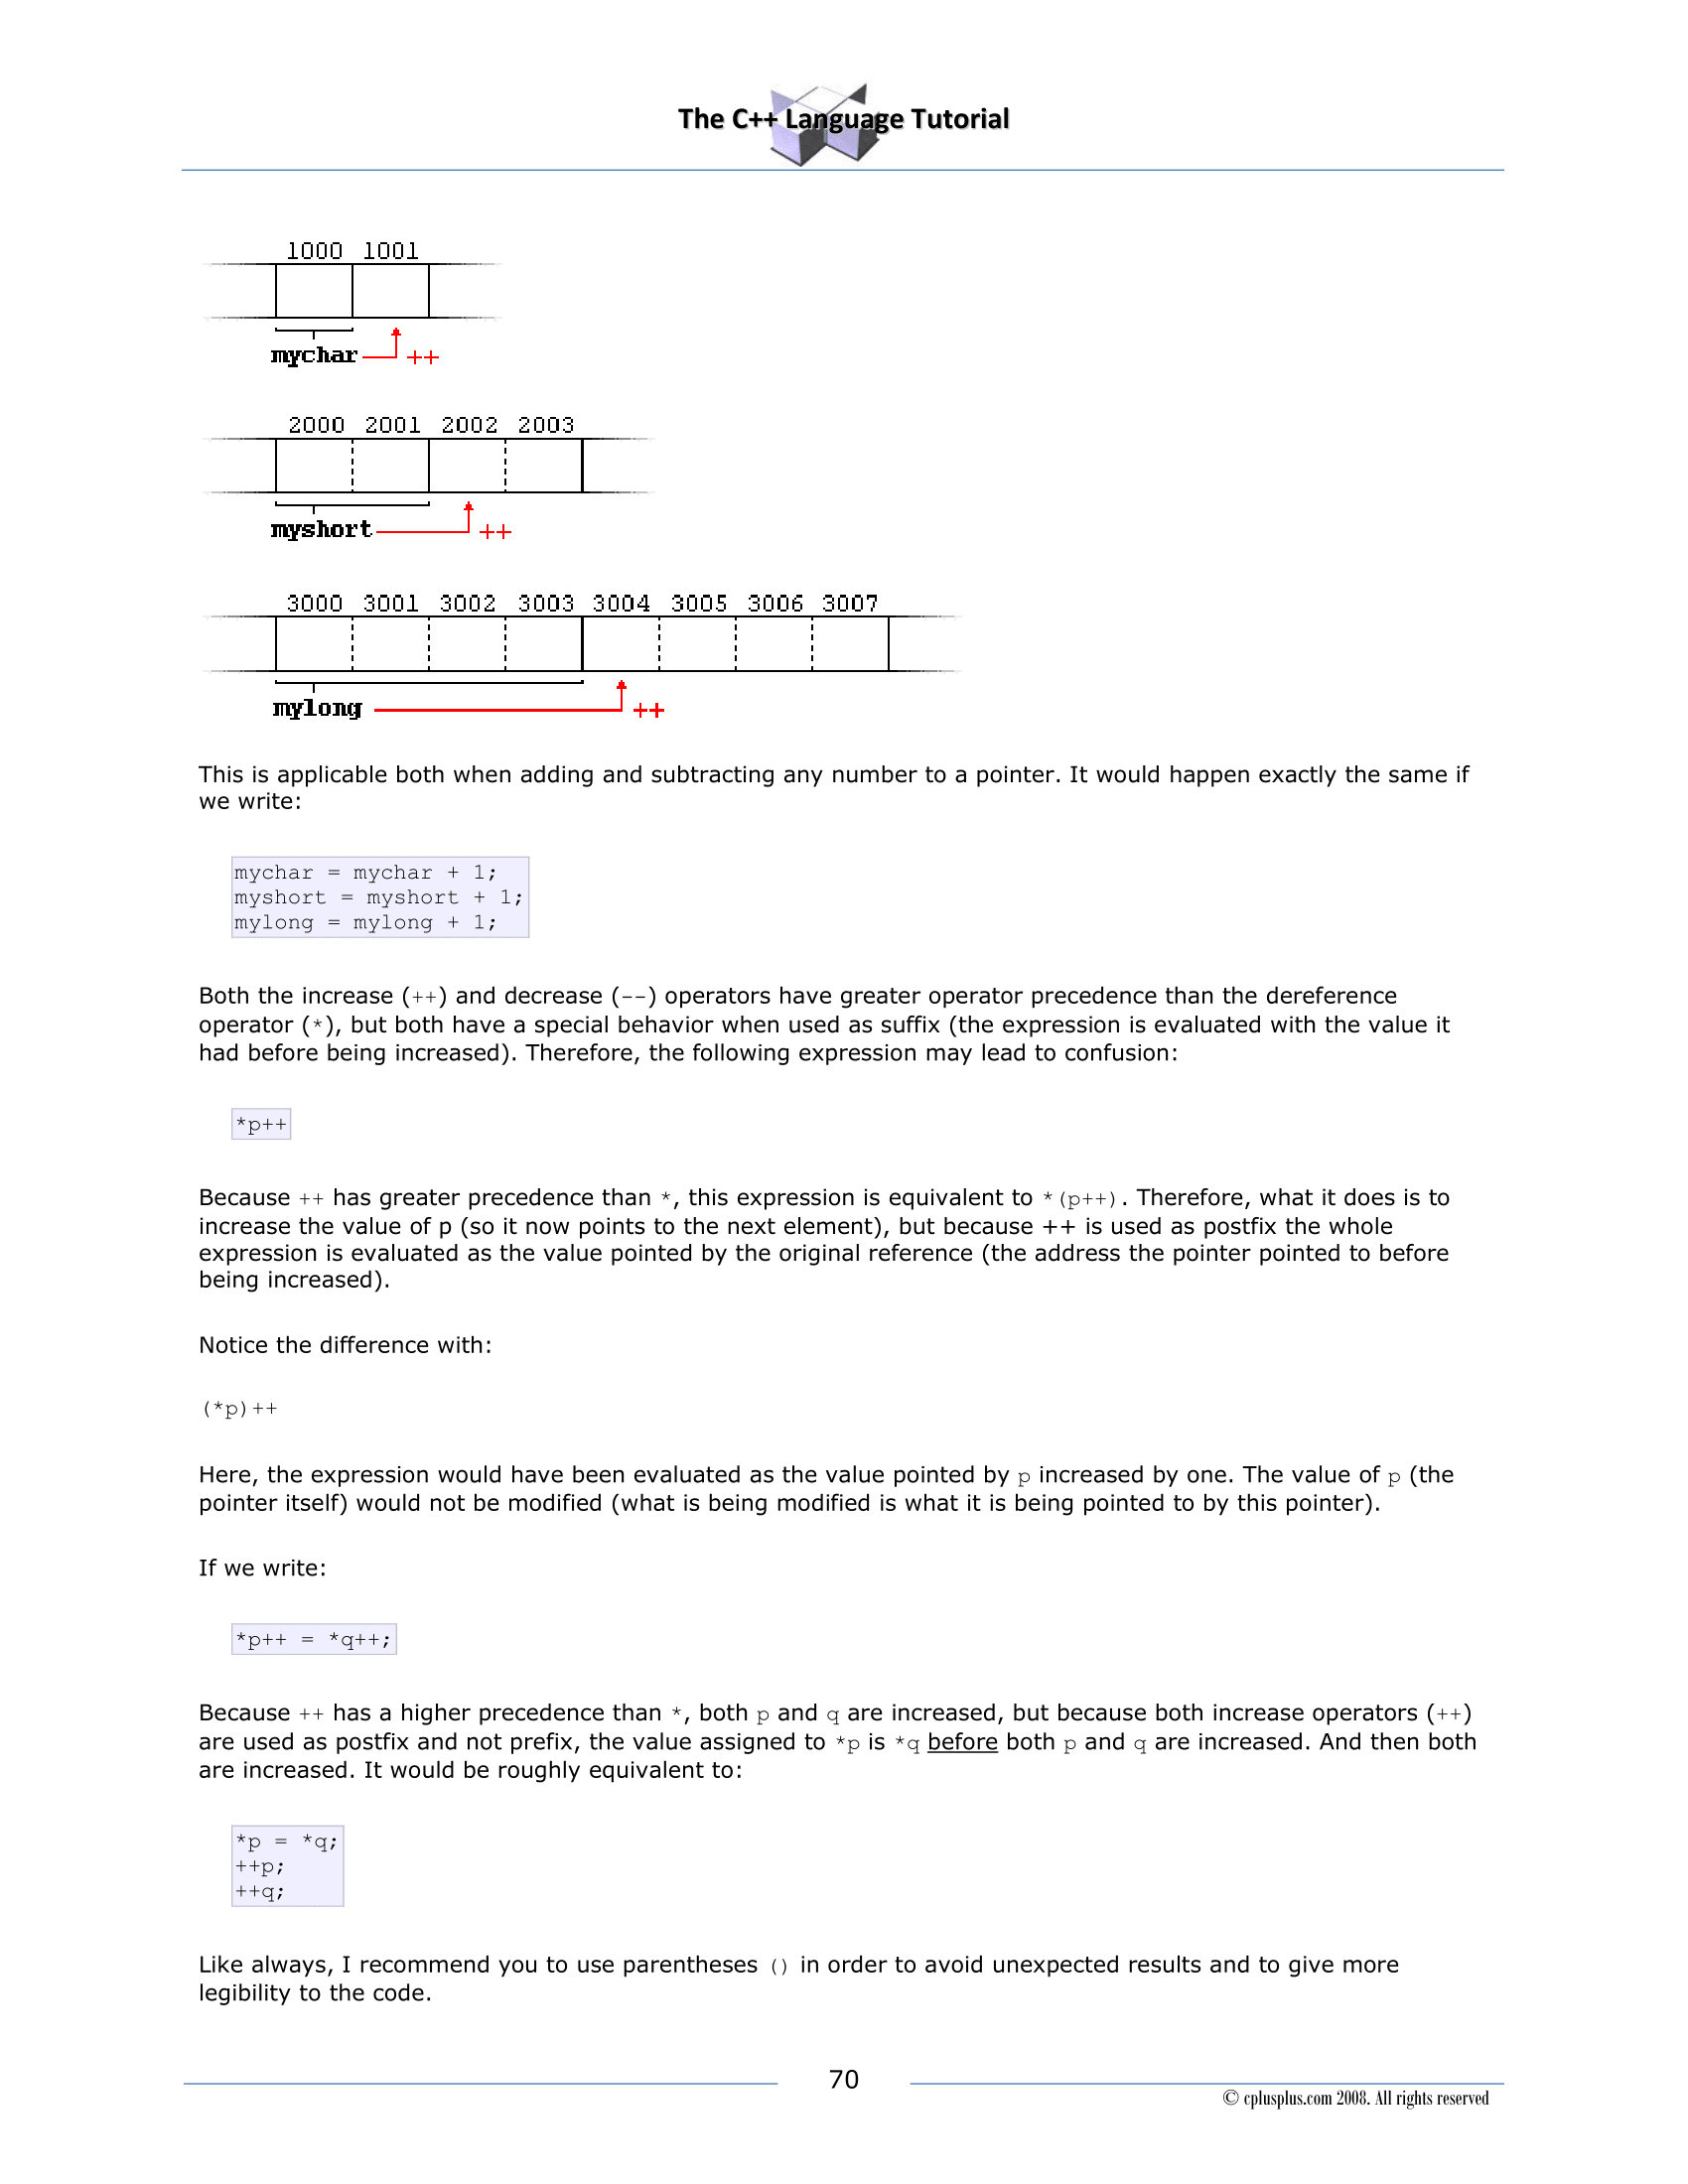 The C++ Language Tutorial
1000 1001
mychar ++
2000 2001 2002 2003
myshort ++
3000 3001 3002 3003 3004 3005 3006 3007
mylong ++
This is applicable both when adding and subtracting any number to a pointer. It would happen exactly the same if
we write:
mychar = mychar + 1;
myshort = myshort + 1;
mylong = mylong + 1;
Both the increase (++) and decrease (--) operators have greater operator precedence than the dereference
operator (*), but both have a special behavior when used as suffix (the expression is evaluated with the value it
had before being increased). Therefore, the following expression may lead to confusion:
*p++
Because ++ has greater precedence than *, this expression is equivalent to *(p++). Therefore, what it does is to
increase the value of p (so it now points to the next element), but because ++ is used as postfix the whole
expression is evaluated as the value pointed by the original reference (the address the pointer pointed to before
being increased).
Notice the difference with:
(*p)++
Here, the expression would have been evaluated as the value pointed by p increased by one. The value of p (the
pointer itself) would not be modified (what is being modified is what it is being pointed to by this pointer).
If we write:
*p++ = *q++;
Because ++ has a higher precedence than *, both p and q are increased, but because both increase operators (++)
are used as postfix and not prefix, the value assigned to *p is *q before both p and q are increased. And then both
are increased. It would be roughly equivalent to:
*p = *q;
++p;
++q;
Like always, I recommend you to use parentheses () in order to avoid unexpected results and to give more
legibility to the code.
70
© cplusplus.com 2008. All rights reserved